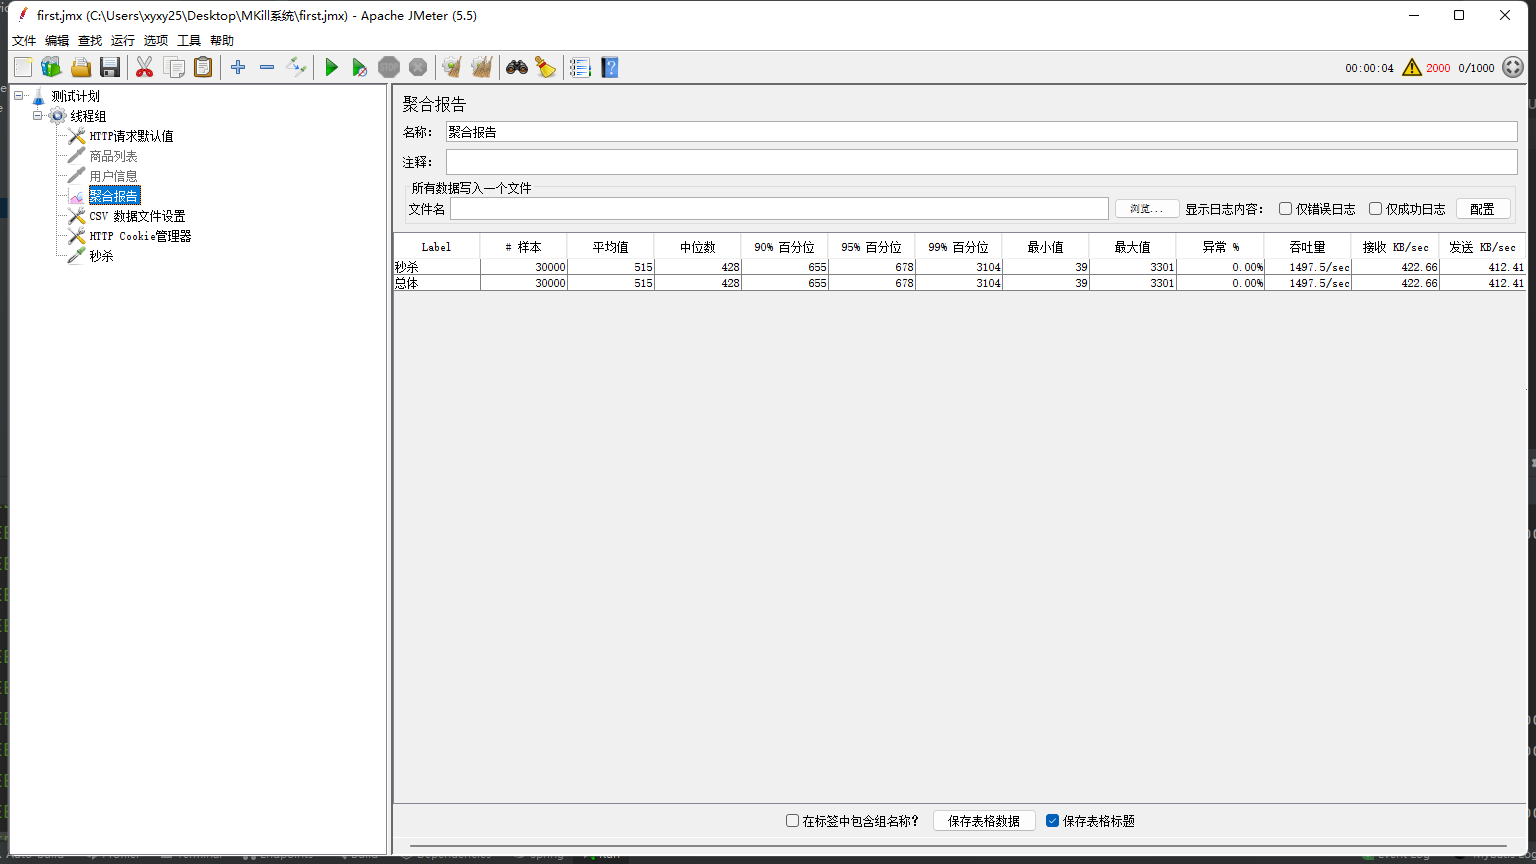 first.jmx (C:\Users\xyxy25\Desktop\MKill系统\first.jmx) - Apache JMeter (5.5)
文件 编辑 查找 运行 选项 工具 帮助
STOP
00:00:04 2000 0/1000
测试计划
线程组
HTTP请求默认值
商品列表
用户信息
聚合报告
CSV 数据文件设置
HTTP Cookie管理器
秒杀
聚合报告
名称： 聚合报告
注释：
所有数据写入一个文件
文件名 浏览... 显示日志内容： 仅错误日志 仅成功日志 配置
Label # 样本 平均值 中位数 90% 百分位 95% 百分位 99% 百分位 最小值 最大值 异常 % 吞吐量 接收 KB/sec 发送 KB/sec
秒杀 30000 515 428 655 678 3104 39 3301 0.00% 1497.5/sec 422.66 412.41
总体 30000 515 428 655 678 3104 39 3301 0.00% 1497.5/sec 422.66 412.41
在标签中包含组名称? 保存表格数据 保存表格标题